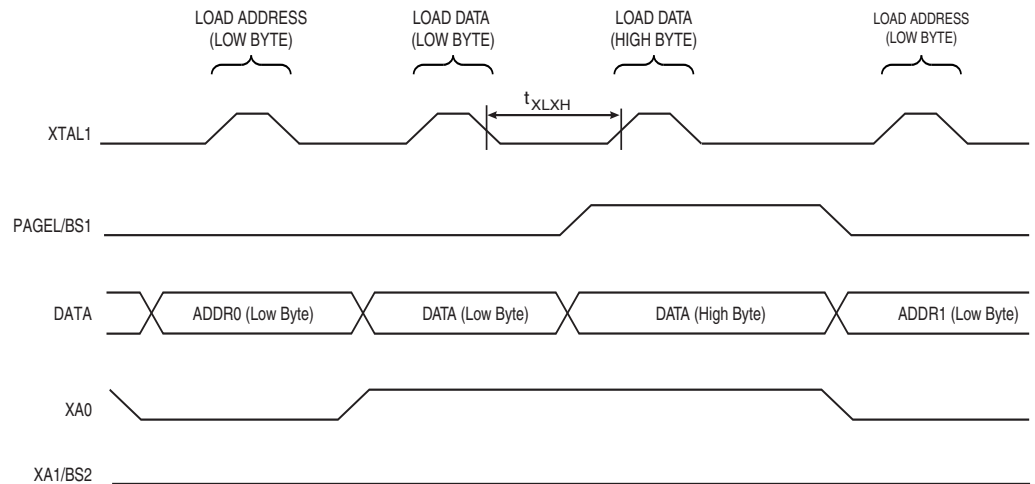 LOAD ADDRESS
(LOW BYTE)
LOAD DATA
(LOW BYTE)
LOAD DATA
(HIGH BYTE)
LOAD ADDRESS
(LOW BYTE)
tXLXH
XTAL1
PAGEL/BS1
DATA
ADDR0 (Low Byte)
DATA (Low Byte)
DATA (High Byte)
ADDR1 (Low Byte)
XA0
XA1/BS2